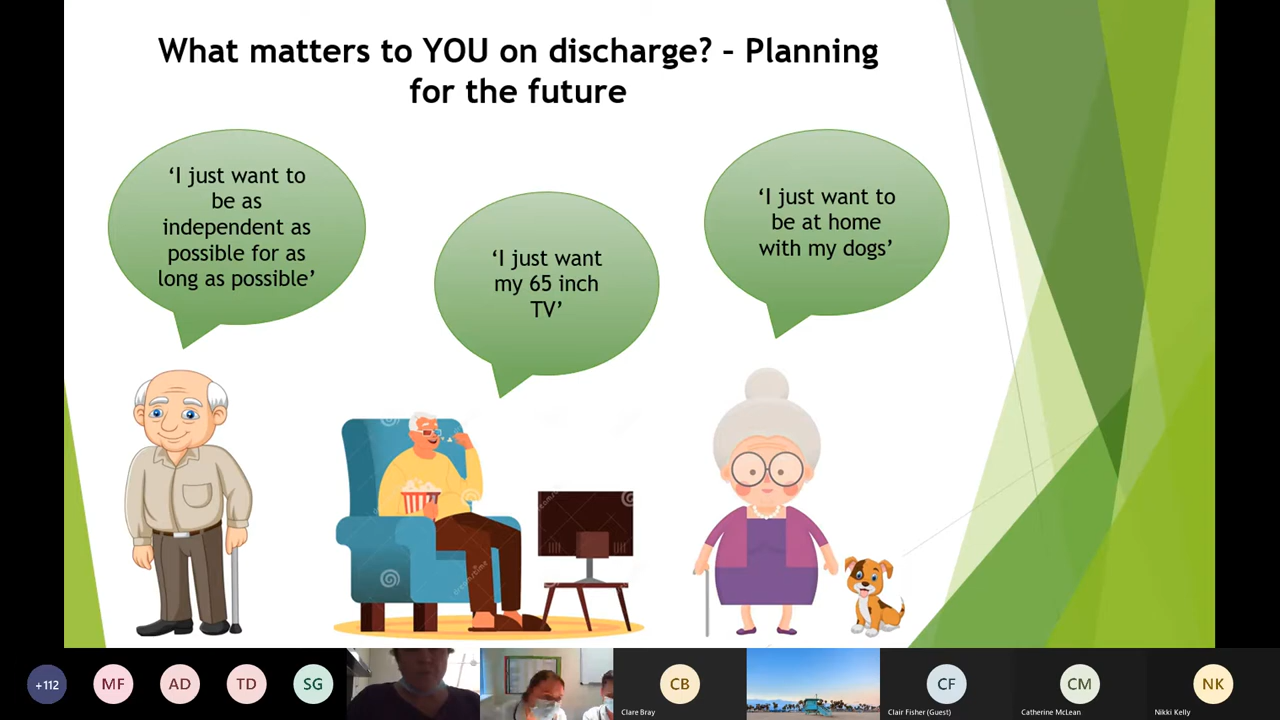 What matters to YOU on discharge? – Planning
for the future
‘I just want to
be as
independent as
possible for as
long as possible’
‘I just want
my 65 inch
TV’
‘I just want to
be at home
with my dogs’
+112
MF
AD
TD
SG
CB
CF
CM
NK
Clare Bray
Clair Fisher (Guest)
Catherine McLean
Nikki Kelly